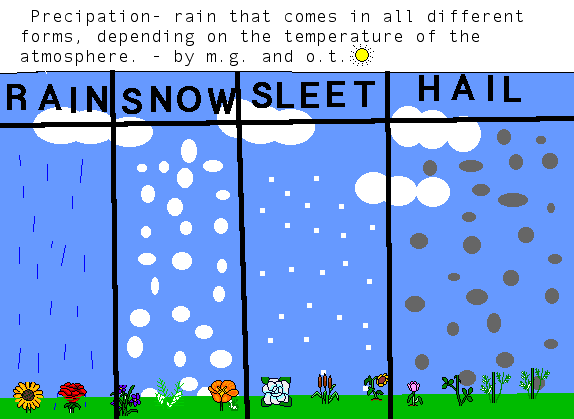 Precipation- rain that comes in all different
forms, depending on the temperature of the
atmosphere. - by m.g. and o.t.
RAIN SNOW SLEET HAIL